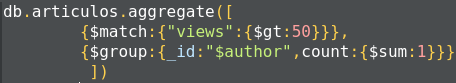 db.articulos.aggregate([
{$match:{"views":{$gt:50}}},
{$group:{_id:"$author",count:{$sum:1}}}
])